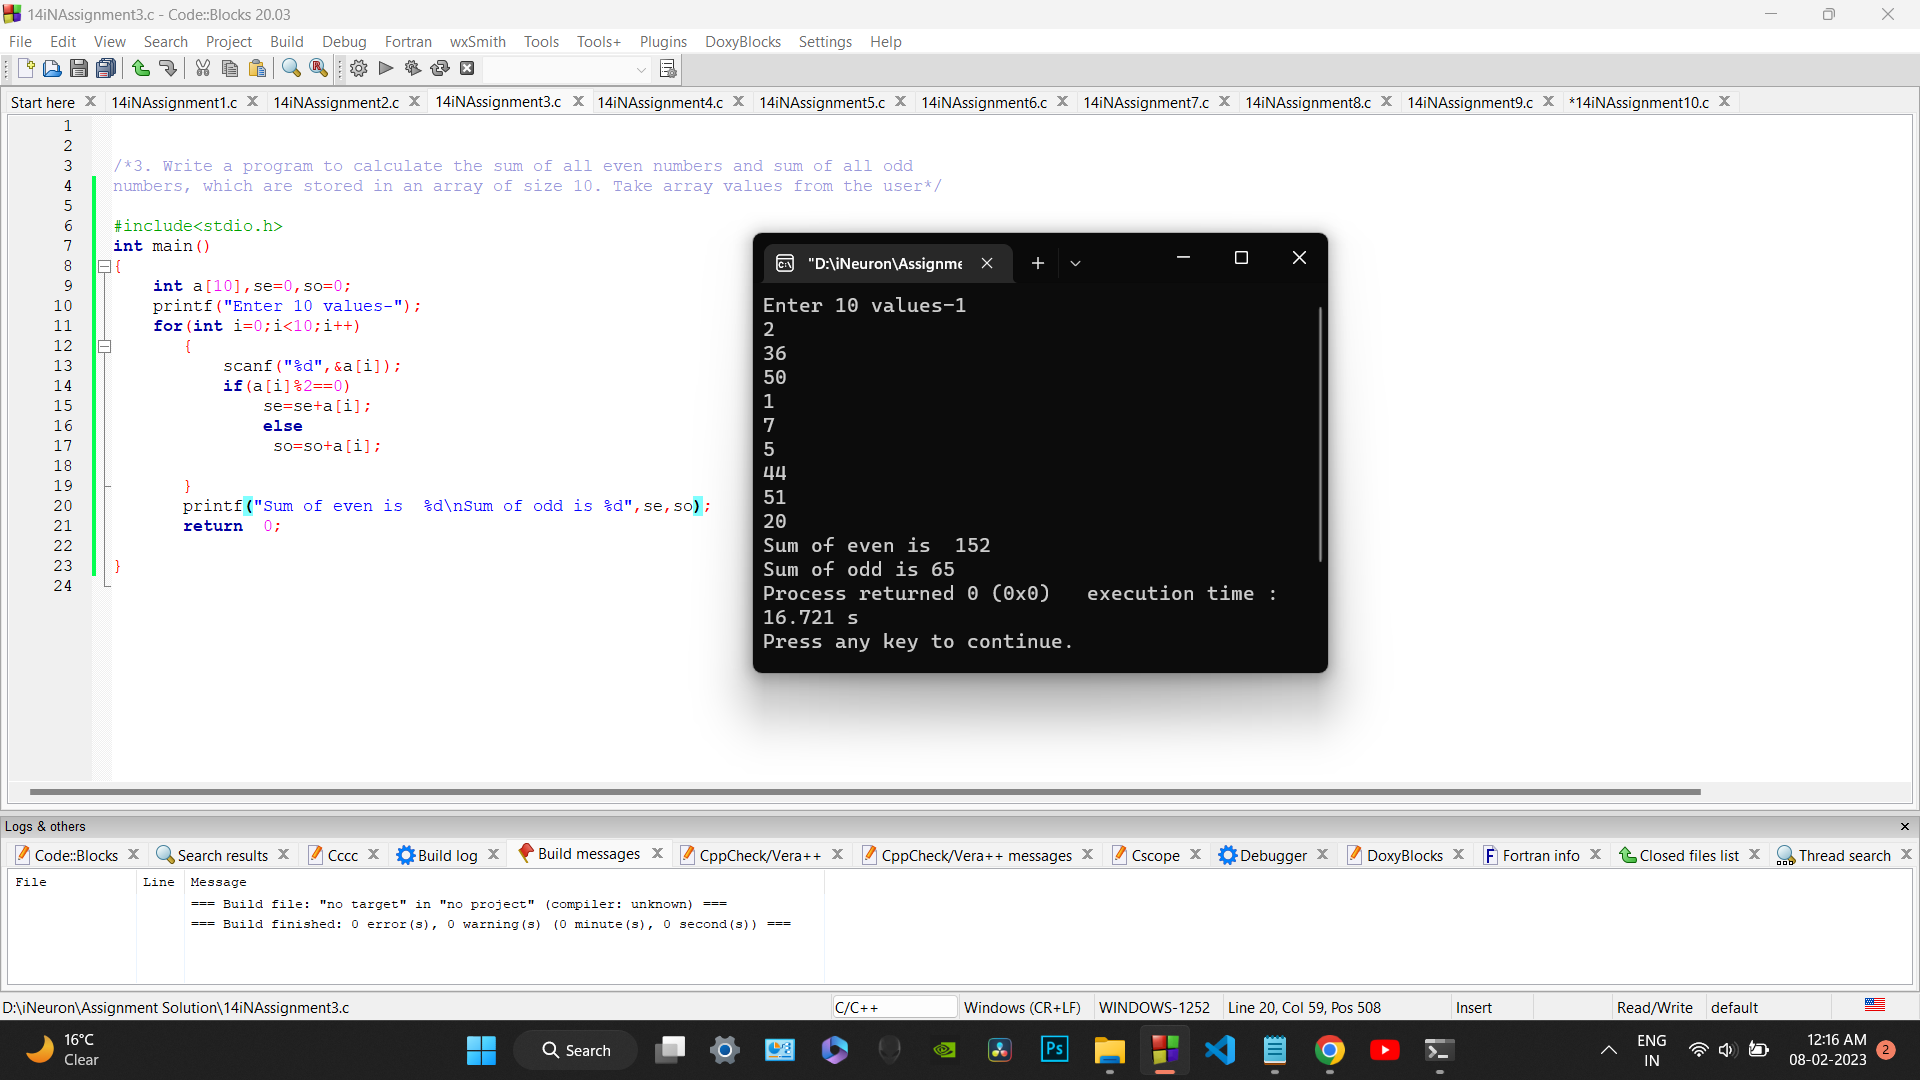 14iNAssignment3.c - Code::Blocks 20.03
File Edit View Search Project Build Debug Fortran wxSmith Tools Tools+ Plugins DoxyBlocks Settings Help
Start here 14iNAssignment1.c 14iNAssignment2.c 14iNAssignment3.c 14iNAssignment4.c 14iNAssignment5.c 14iNAssignment6.c 14iNAssignment7.c 14iNAssignment8.c 14iNAssignment9.c *14iNAssignment10.c
1
2
3 /*3. Write a program to calculate the sum of all even numbers and sum of all odd
4 numbers, which are stored in an array of size 10. Take array values from the user*/
5
6 #include<stdio.h>
7 int main()
8 {
9 int a[10],se=0,so=0;
10 printf("Enter 10 values-");
11 for(int i=0;i<10;i++)
12 {
13 scanf("%d",&a[i]);
14 if(a[i]%2==0)
15 se=se+a[i];
16 else
17 so=so+a[i];
18
19 }
20 printf("Sum of even is  %d\nSum of odd is %d",se,so);
21 return  0;
22
23 }
24
"D:\iNeuron\Assignme
Enter 10 values-1
2
36
50
1
7
5
44
51
20
Sum of even is  152
Sum of odd is 65
Process returned 0 (0x0)   execution time :
16.721 s
Press any key to continue.
Logs & others
Code::Blocks Search results Cccc Build log Build messages CppCheck/Vera++ CppCheck/Vera++ messages Cscope Debugger DoxyBlocks Fortran info Closed files list Thread search
File Line Message
=== Build file: "no target" in "no project" (compiler: unknown) ===
=== Build finished: 0 error(s), 0 warning(s) (0 minute(s), 0 second(s)) ===
D:\iNeuron\Assignment Solution\14iNAssignment3.c C/C++ Windows (CR+LF) WINDOWS-1252 Line 20, Col 59, Pos 508 Insert Read/Write default
16°C
Clear
Search
Ps
ENG
IN
12:16 AM
08-02-2023
2